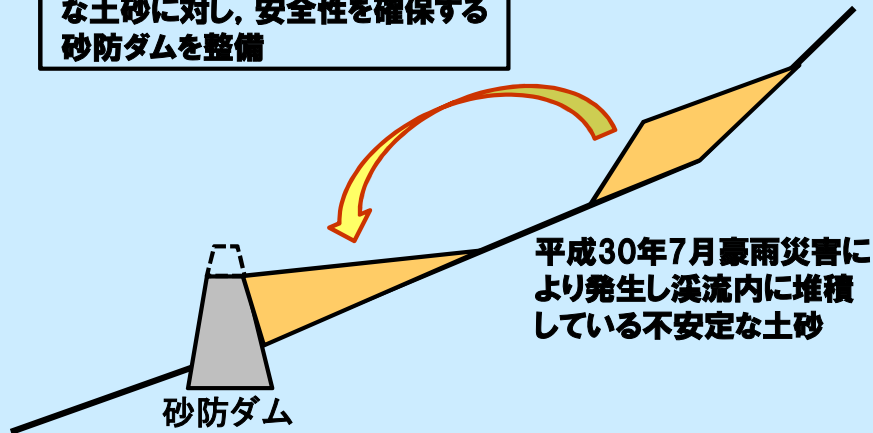 な土砂に対し，安全性を確保する
砂防ダムを整備
平成30年7月豪雨災害に
より発生し渓流内に堆積
している不安定な土砂
砂防ダム